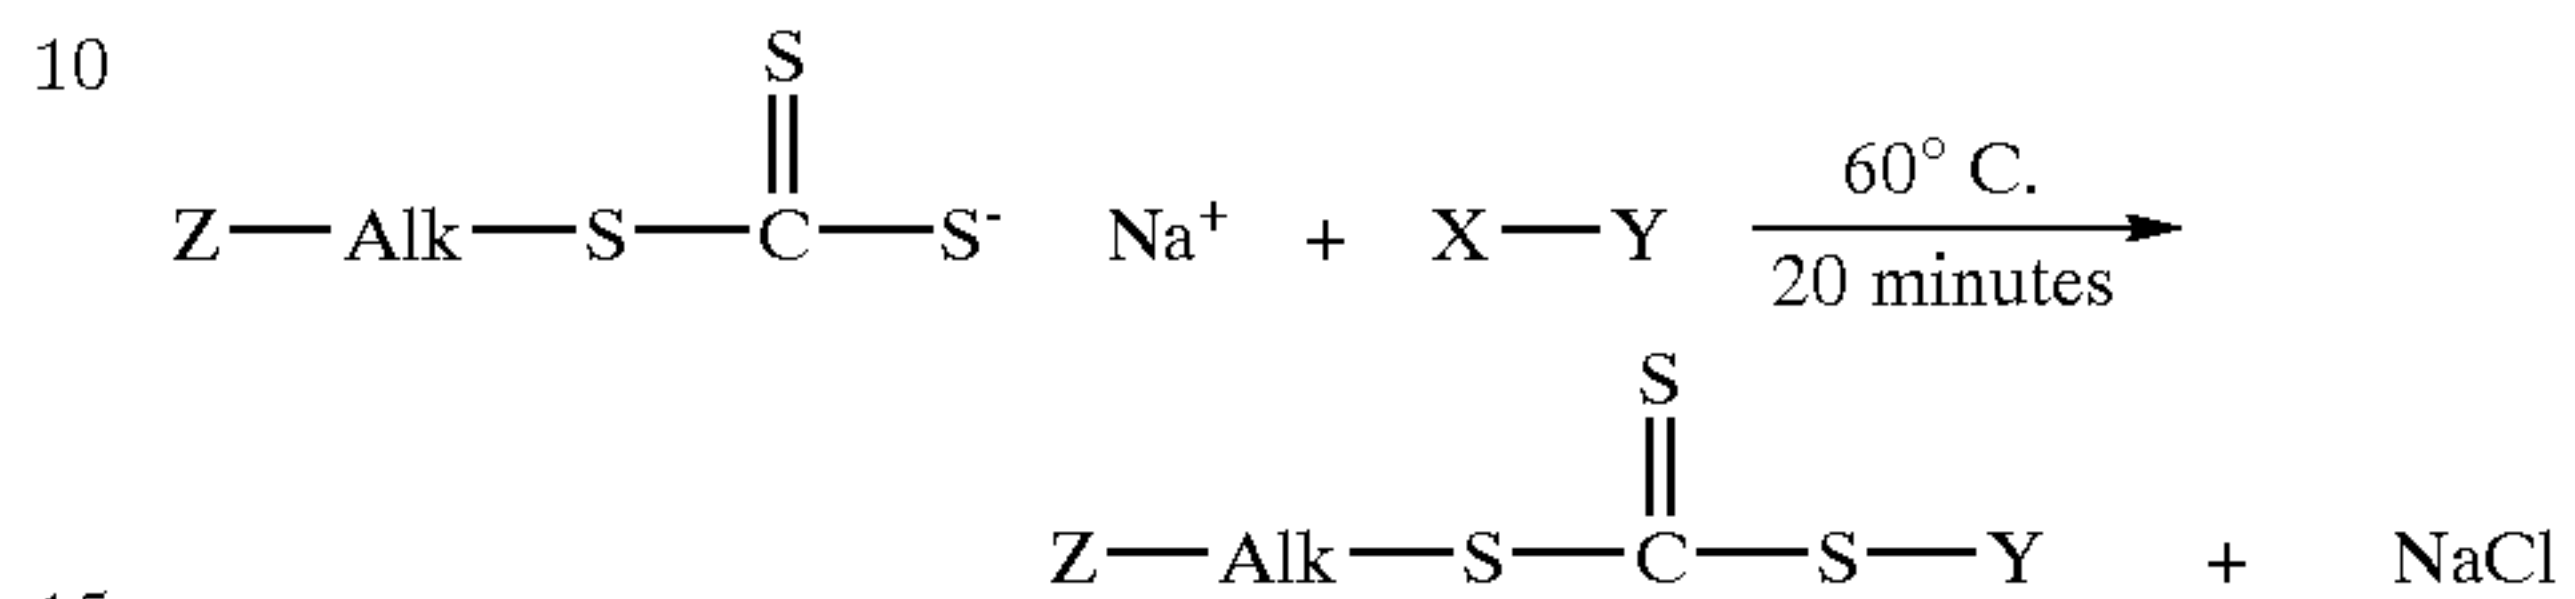 10
S
Z—Alk—S—C—S⁻ Na⁺ + X—Y
60° C.
20 minutes
S
Z—Alk—S—C—S—Y + NaCl